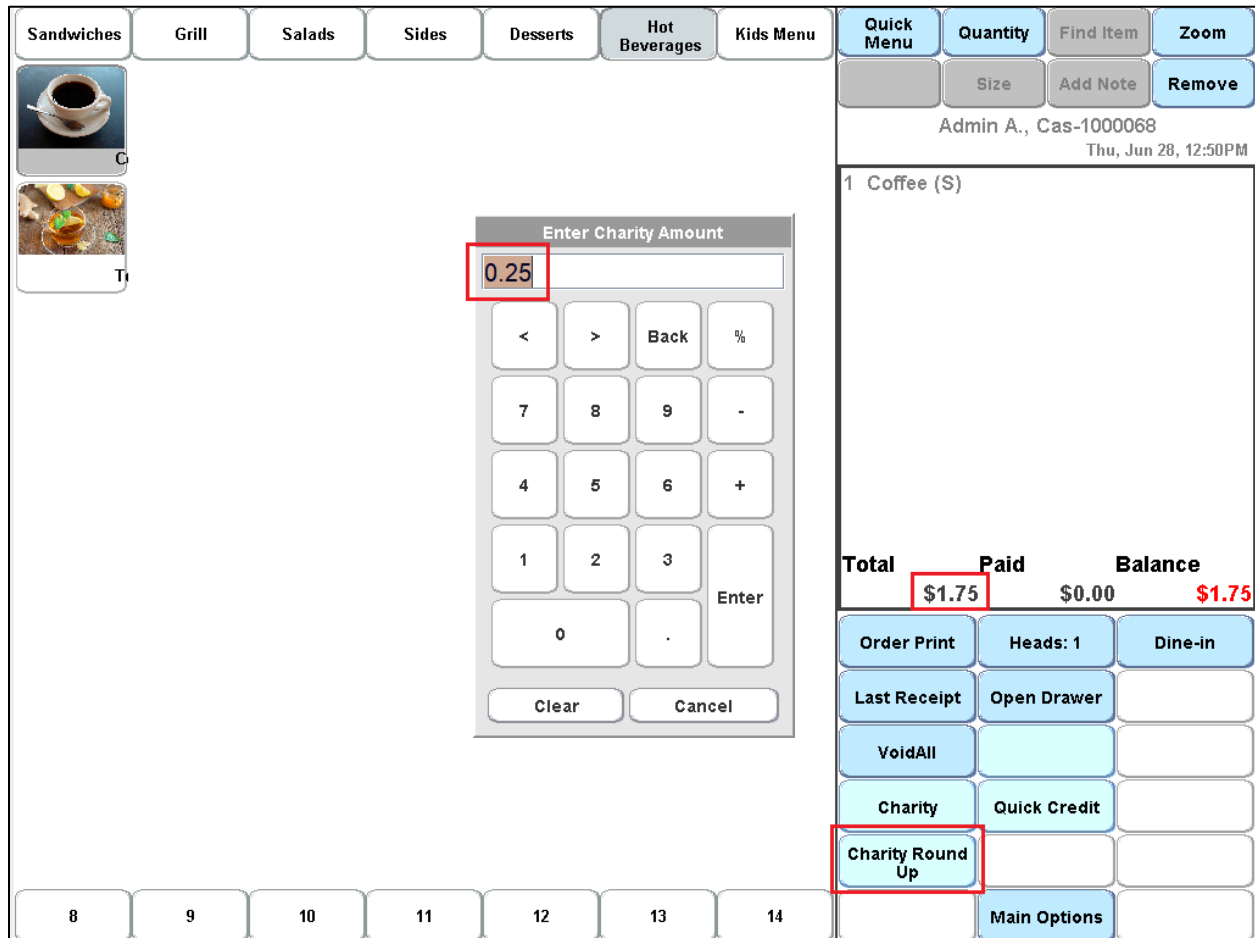 Sandwiches Grill Salads Sides Desserts Hot Beverages Kids Menu
Quick Menu Quantity Find Item Zoom
Size Add Note Remove
Admin A., Cas-1000068
Thu, Jun 28, 12:50PM
1 Coffee (S)
Enter Charity Amount
0.25
< > Back %
7 8 9 -
4 5 6 +
1 2 3
Enter
0 .
Clear Cancel
Total Paid Balance
$1.75 $0.00 $1.75
Order Print Heads: 1 Dine-in
Last Receipt Open Drawer
VoidAll
Charity Quick Credit
Charity Round Up
8 9 10 11 12 13 14
Main Options